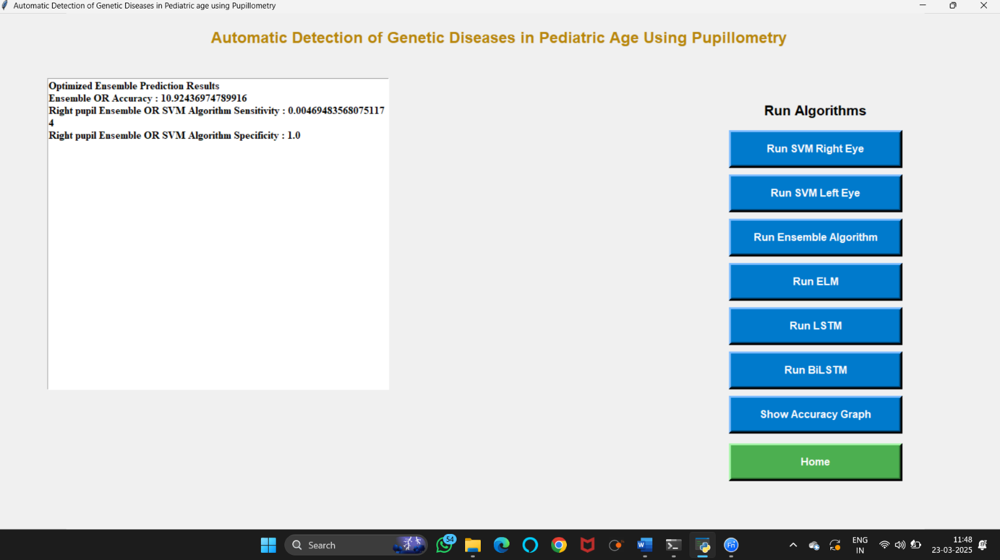 Automatic Detection of Genetic Diseases in Pediatric age using Pupillometry
Automatic Detection of Genetic Diseases in Pediatric Age Using Pupillometry
Optimized Ensemble Prediction Results
Ensemble OR Accuracy : 10.92436974789916
Right pupil Ensemble OR SVM Algorithm Sensitivity : 0.00469483568075117
4
Right pupil Ensemble OR SVM Algorithm Specificity : 1.0
Run Algorithms
Run SVM Right Eye
Run SVM Left Eye
Run Ensemble Algorithm
Run ELM
Run LSTM
Run BiLSTM
Show Accuracy Graph
Home
Search
54
W
Fn
ENG
IN
11:48
23-03-2025